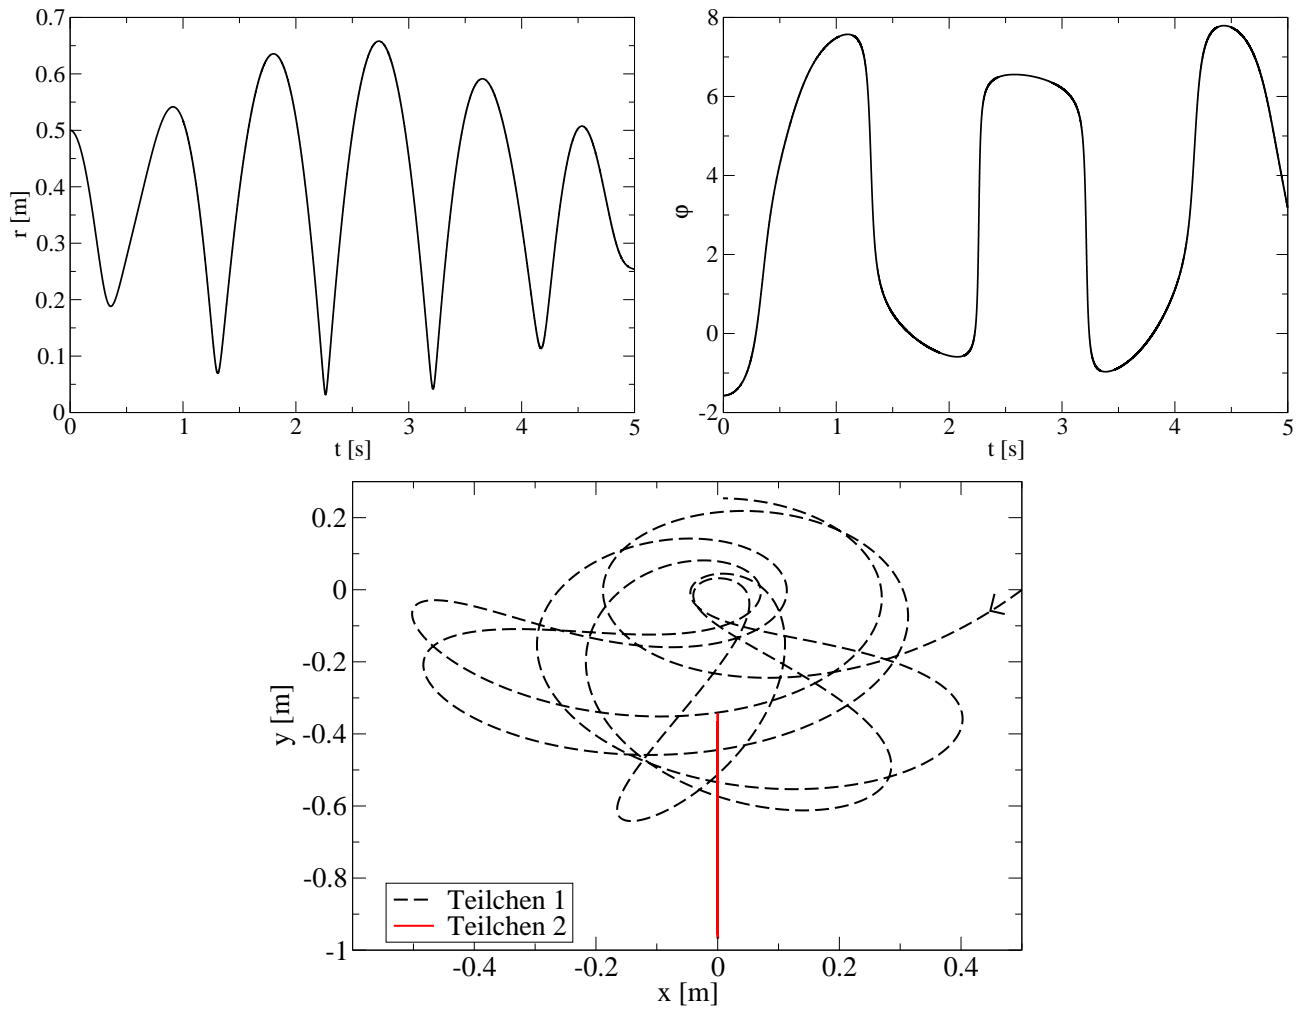 0.7
0.6
0.5
0.4
0.3
0.2
0.1
0
r [m]
0 1 2 3 4 5
t [s]
8
6
4
2
0
-2
φ
0 1 2 3 4 5
t [s]
0.2
0
-0.2
-0.4
-0.6
-0.8
-1
y [m]
Teilchen 1
Teilchen 2
-0.4 -0.2 0 0.2 0.4
x [m]